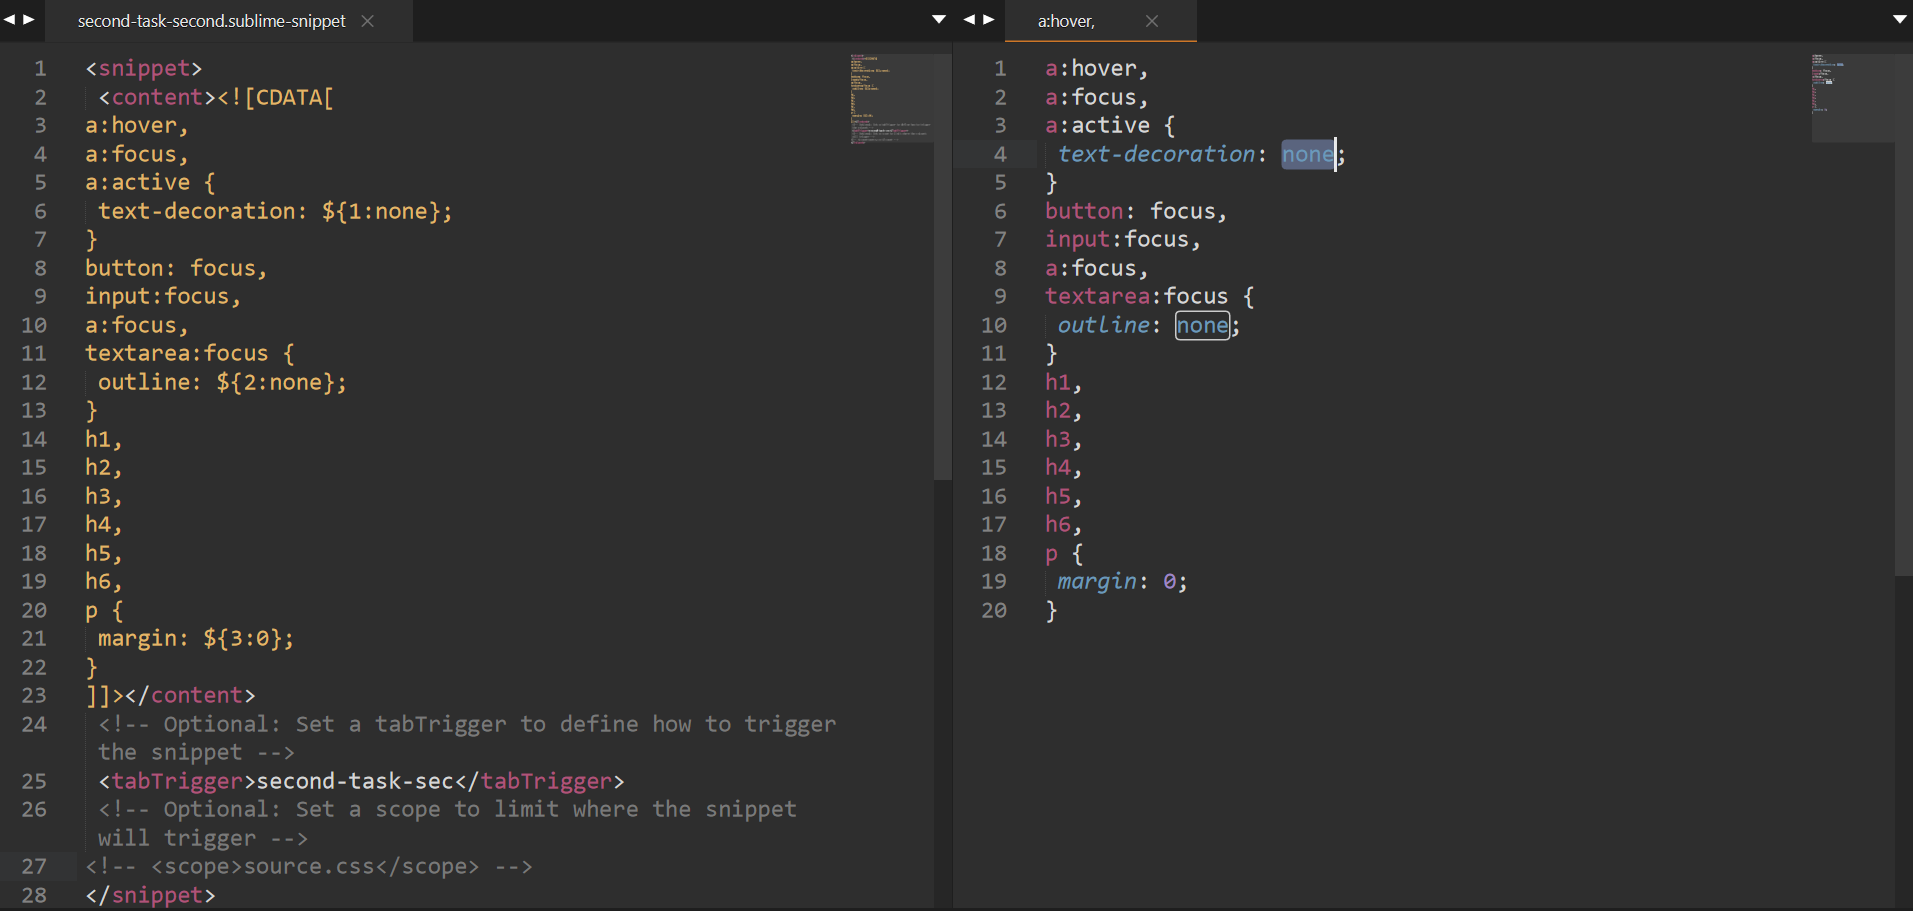 second-task-second.sublime-snippet
1 <snippet>
2 <content><![CDATA[
3 a:hover,
4 a:focus,
5 a:active {
6 text-decoration: ${1:none};
7 }
8 button: focus,
9 input:focus,
10 a:focus,
11 textarea:focus {
12 outline: ${2:none};
13 }
14 h1,
15 h2,
16 h3,
17 h4,
18 h5,
19 h6,
20 p {
21 margin: ${3:0};
22 }
23 ]]></content>
24 <!-- Optional: Set a tabTrigger to define how to trigger
the snippet -->
25 <tabTrigger>second-task-sec</tabTrigger>
26 <!-- Optional: Set a scope to limit where the snippet
will trigger -->
27 <!-- <scope>source.css</scope> -->
28 </snippet>
a:hover,
1 a:hover,
2 a:focus,
3 a:active {
4 text-decoration: none;
5 }
6 button: focus,
7 input:focus,
8 a:focus,
9 textarea:focus {
10 outline: none;
11 }
12 h1,
13 h2,
14 h3,
15 h4,
16 h5,
17 h6,
18 p {
19 margin: 0;
20 }